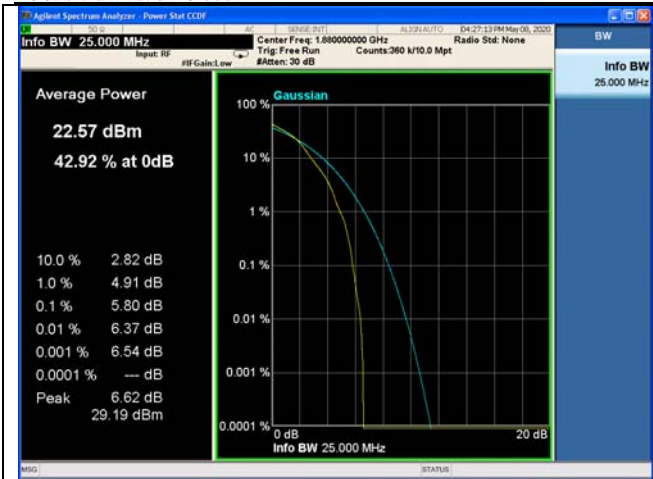 Agilent Spectrum Analyzer - Power Stat CCDF
50 Ω AC SENSE:INT ALIGN AUTO 04:27:13 PM May 09, 2020
Info BW 25.000 MHz
Center Freq: 1.880000000 GHz Radio Std: None
Input: RF Trig: Free Run Counts:360 k/10.0 Mpt
#IFGain:Low #Atten: 30 dB
BW
Info BW
25.000 MHz
Average Power
22.57 dBm
42.92 % at 0dB
10.0 % 2.82 dB
1.0 % 4.91 dB
0.1 % 5.80 dB
0.01 % 6.37 dB
0.001 % 6.54 dB
0.0001 % --- dB
Peak 6.62 dB
29.19 dBm
Gaussian
100 %
10 %
1 %
0.1 %
0.01 %
0.001 %
0.0001 %
0 dB 20 dB
Info BW 25.000 MHz
MSG STATUS